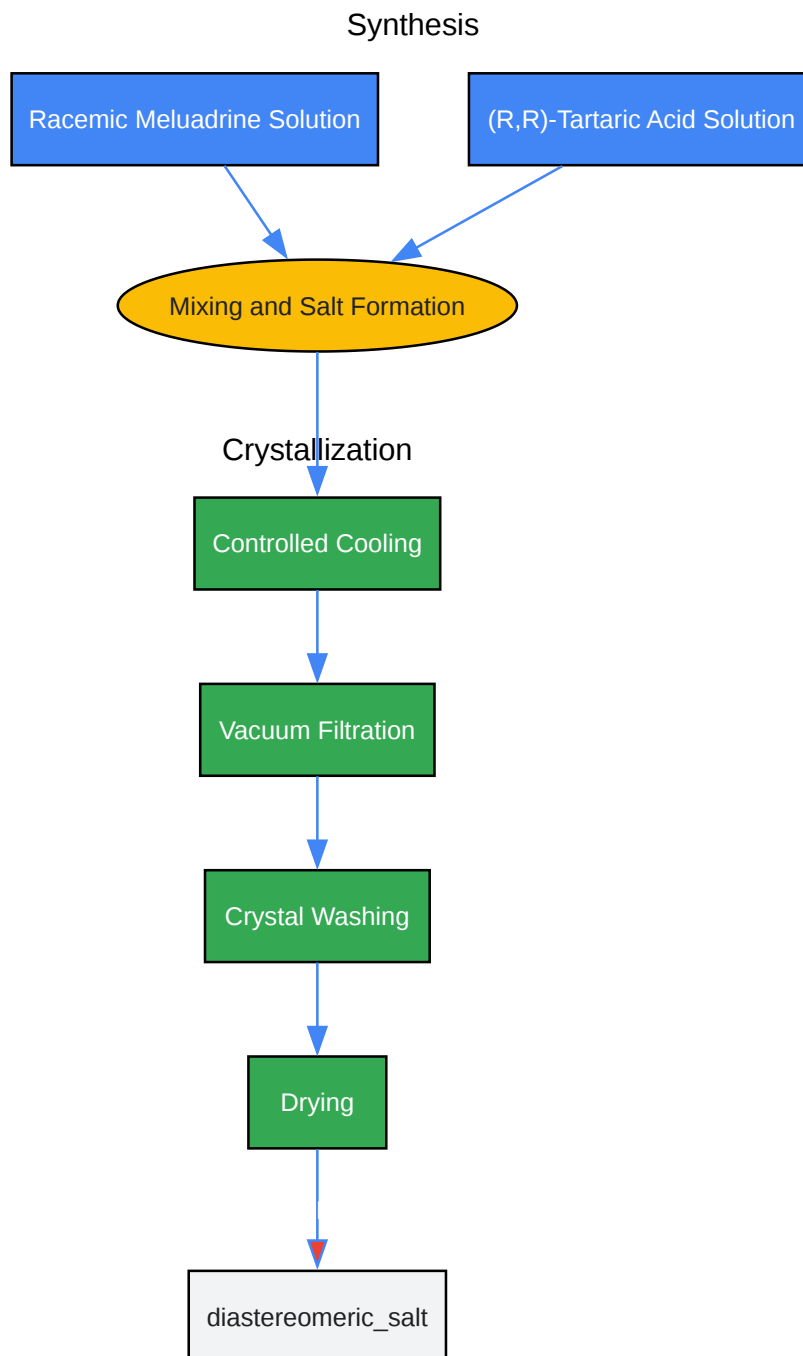 Synthesis
Racemic Meluadrine Solution
(R,R)-Tartaric Acid Solution
Mixing and Salt Formation
Crystallization
Controlled Cooling
Vacuum Filtration
Crystal Washing
Drying
diastereomeric_salt